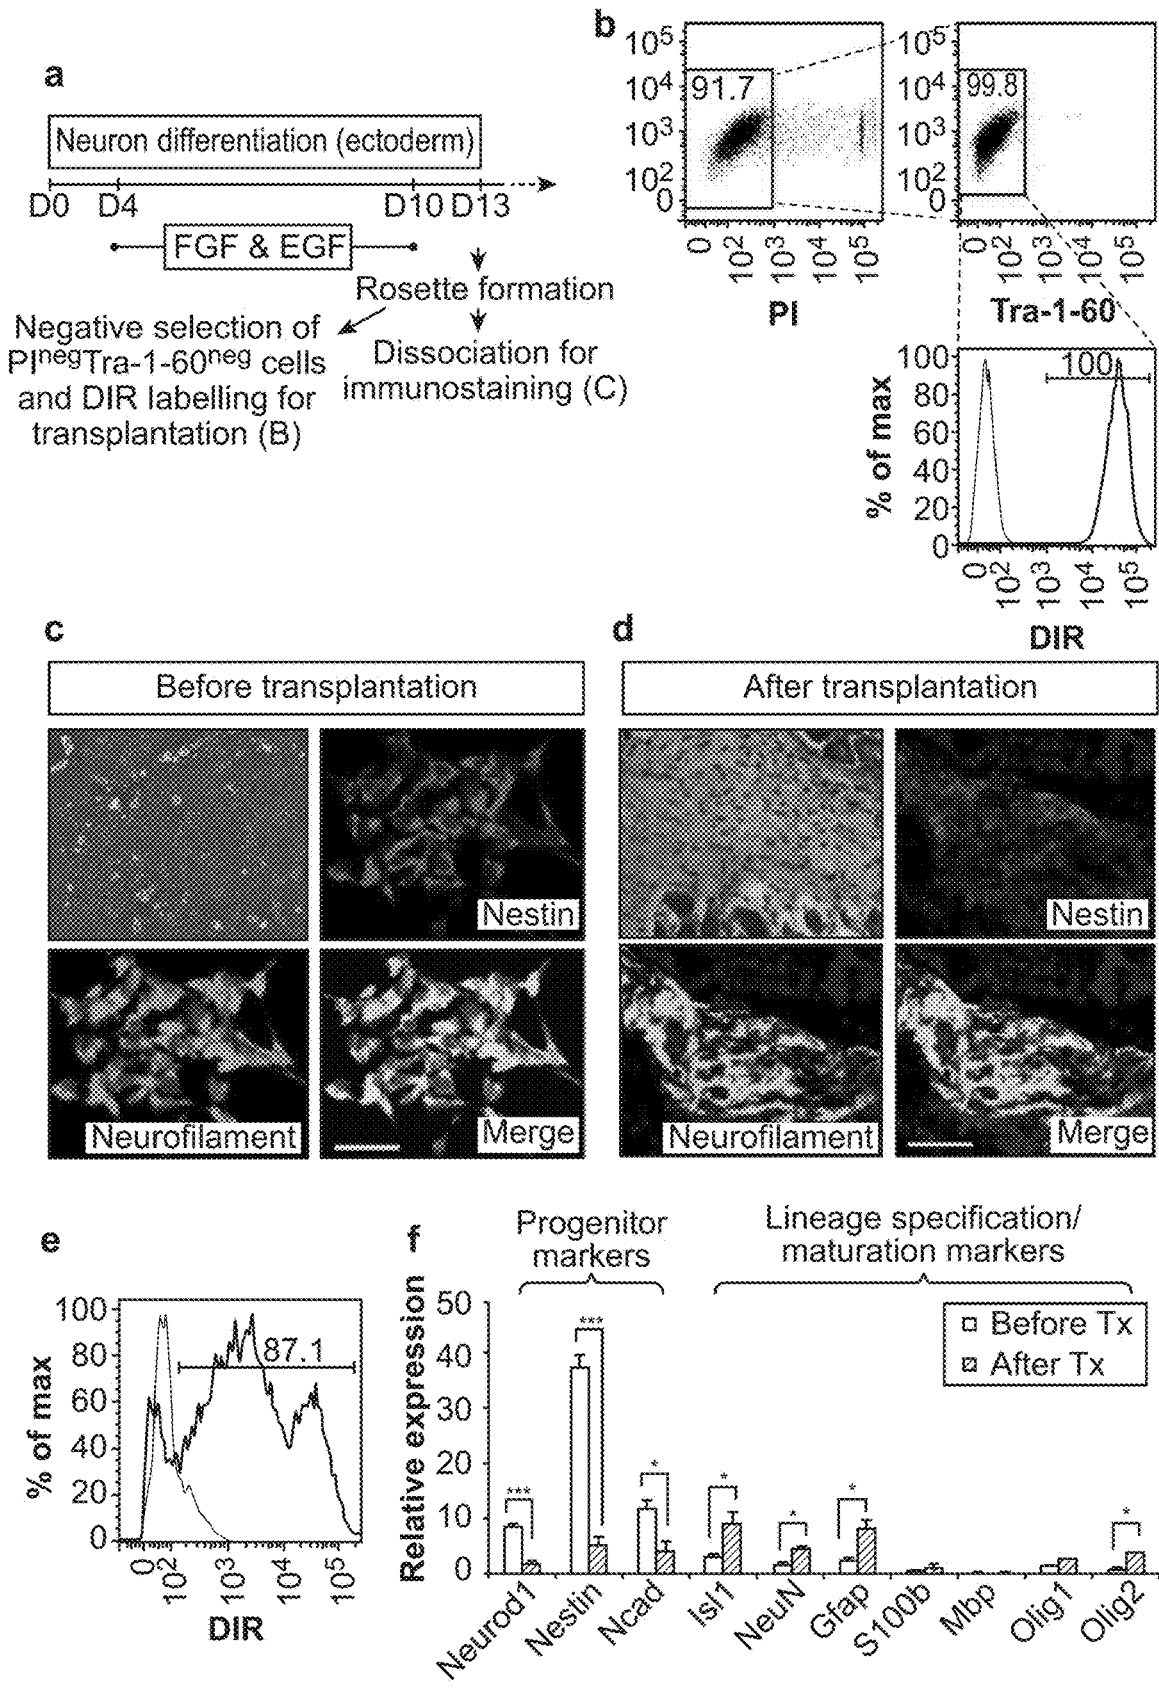 a
Neuron differentiation (ectoderm)
D0 D4 D10 D13
FGF & EGF
Rosette formation
Negative selection of
PInegTra-1-60neg cells
and DIR labelling for
transplantation (B)
Dissociation for
immunostaining (C)
b
105
104
103
102
0
91.7
0 102 103 104 105
PI
105
104
103
102
0
99.8
0 102 103 104 105
Tra-1-60
% of max
100
80
60
40
20
0
100
0 102 103 104 105
DIR
c
Before transplantation
Nestin
Neurofilament
Merge
d
After transplantation
Nestin
Neurofilament
Merge
e
% of max
100
80
60
40
20
0
87.1
0 102 103 104 105
DIR
f
Progenitor
markers
Lineage specification/
maturation markers
Relative expression
50
40
30
20
10
0
Before Tx
After Tx
*** *** * * * * *
Neurod1 Nestin Ncad Isl1 NeuN Gfap S100b Mbp Olig1 Olig2